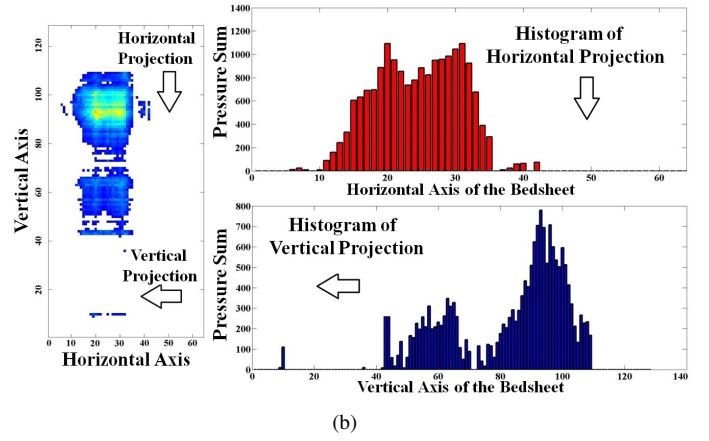 120
100
80
60
40
20
0 10 20 30 40 50 60
Vertical Axis
Horizontal Axis
Horizontal
Projection
Vertical
Projection
1400
1200
1000
800
600
400
200
0
0 10 20 30 40 50 60
Pressure Sum
Horizontal Axis of the Bedsheet
Histogram of
Horizontal Projection
800
700
600
500
400
300
200
100
0
0 20 40 60 80 100 120 140
Pressure Sum
Vertical Axis of the Bedsheet
Histogram of
Vertical Projection
(b)